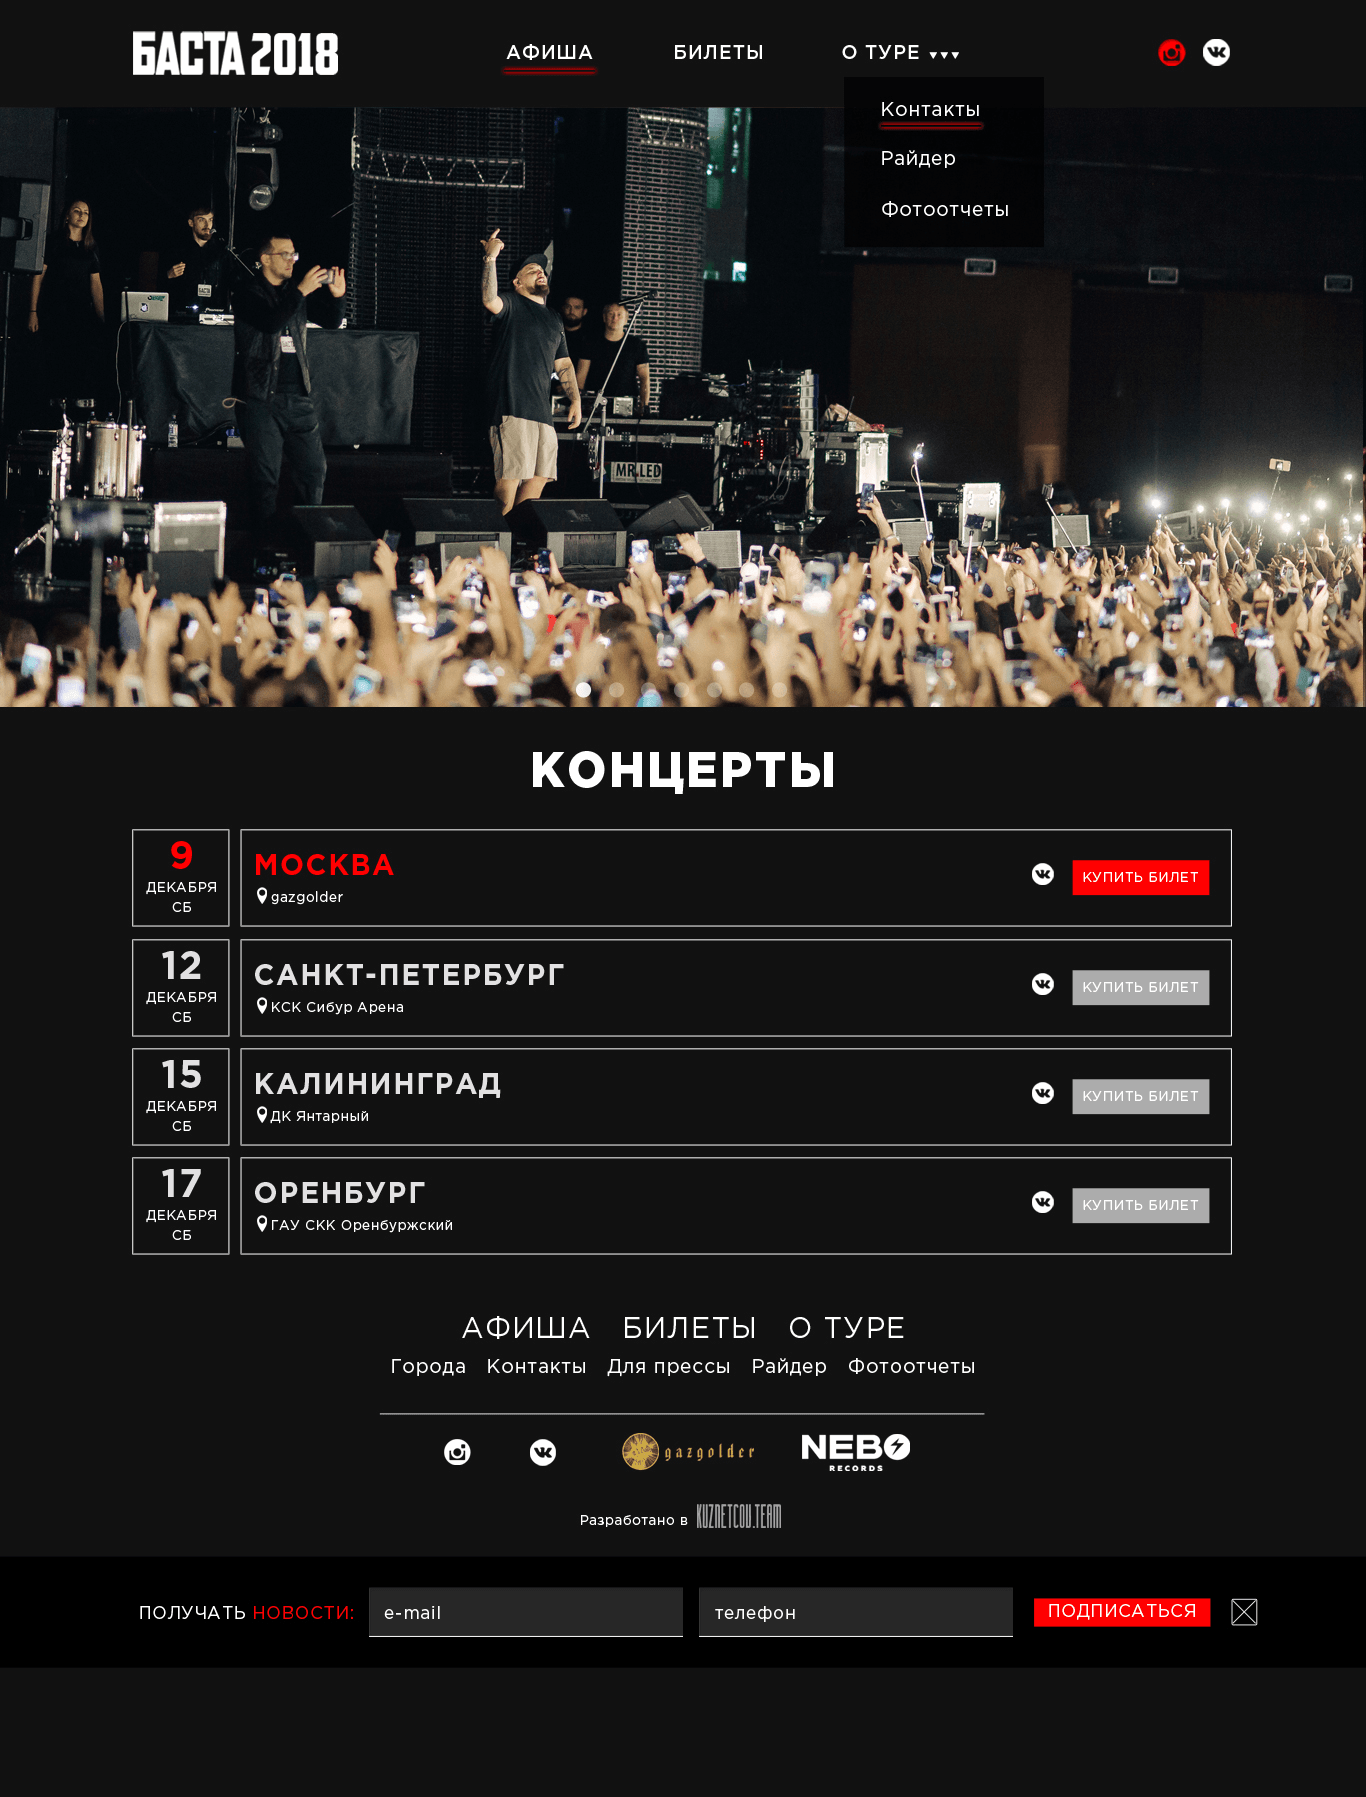 БАСТА 2018
АФИША БИЛЕТЫ О ТУРЕ
Контакты
Райдер
Фотоотчеты
БАСТА
MR.LED
КОНЦЕРТЫ
9
ДЕКАБРЯ
СБ
МОСКВА
gazgolder
КУПИТЬ БИЛЕТ
12
ДЕКАБРЯ
СБ
САНКТ-ПЕТЕРБУРГ
КСК Сибур Арена
КУПИТЬ БИЛЕТ
15
ДЕКАБРЯ
СБ
КАЛИНИНГРАД
ДК Янтарный
КУПИТЬ БИЛЕТ
17
ДЕКАБРЯ
СБ
ОРЕНБУРГ
ГАУ СКК Оренбуржский
КУПИТЬ БИЛЕТ
АФИША БИЛЕТЫ О ТУРЕ
Города Контакты Для прессы Райдер Фотоотчеты
gazgolder
NEBO
RECORDS
Разработано в KUZNETCOV.TEAM
ПОЛУЧАТЬ НОВОСТИ: e-mail телефон ПОДПИСАТЬСЯ